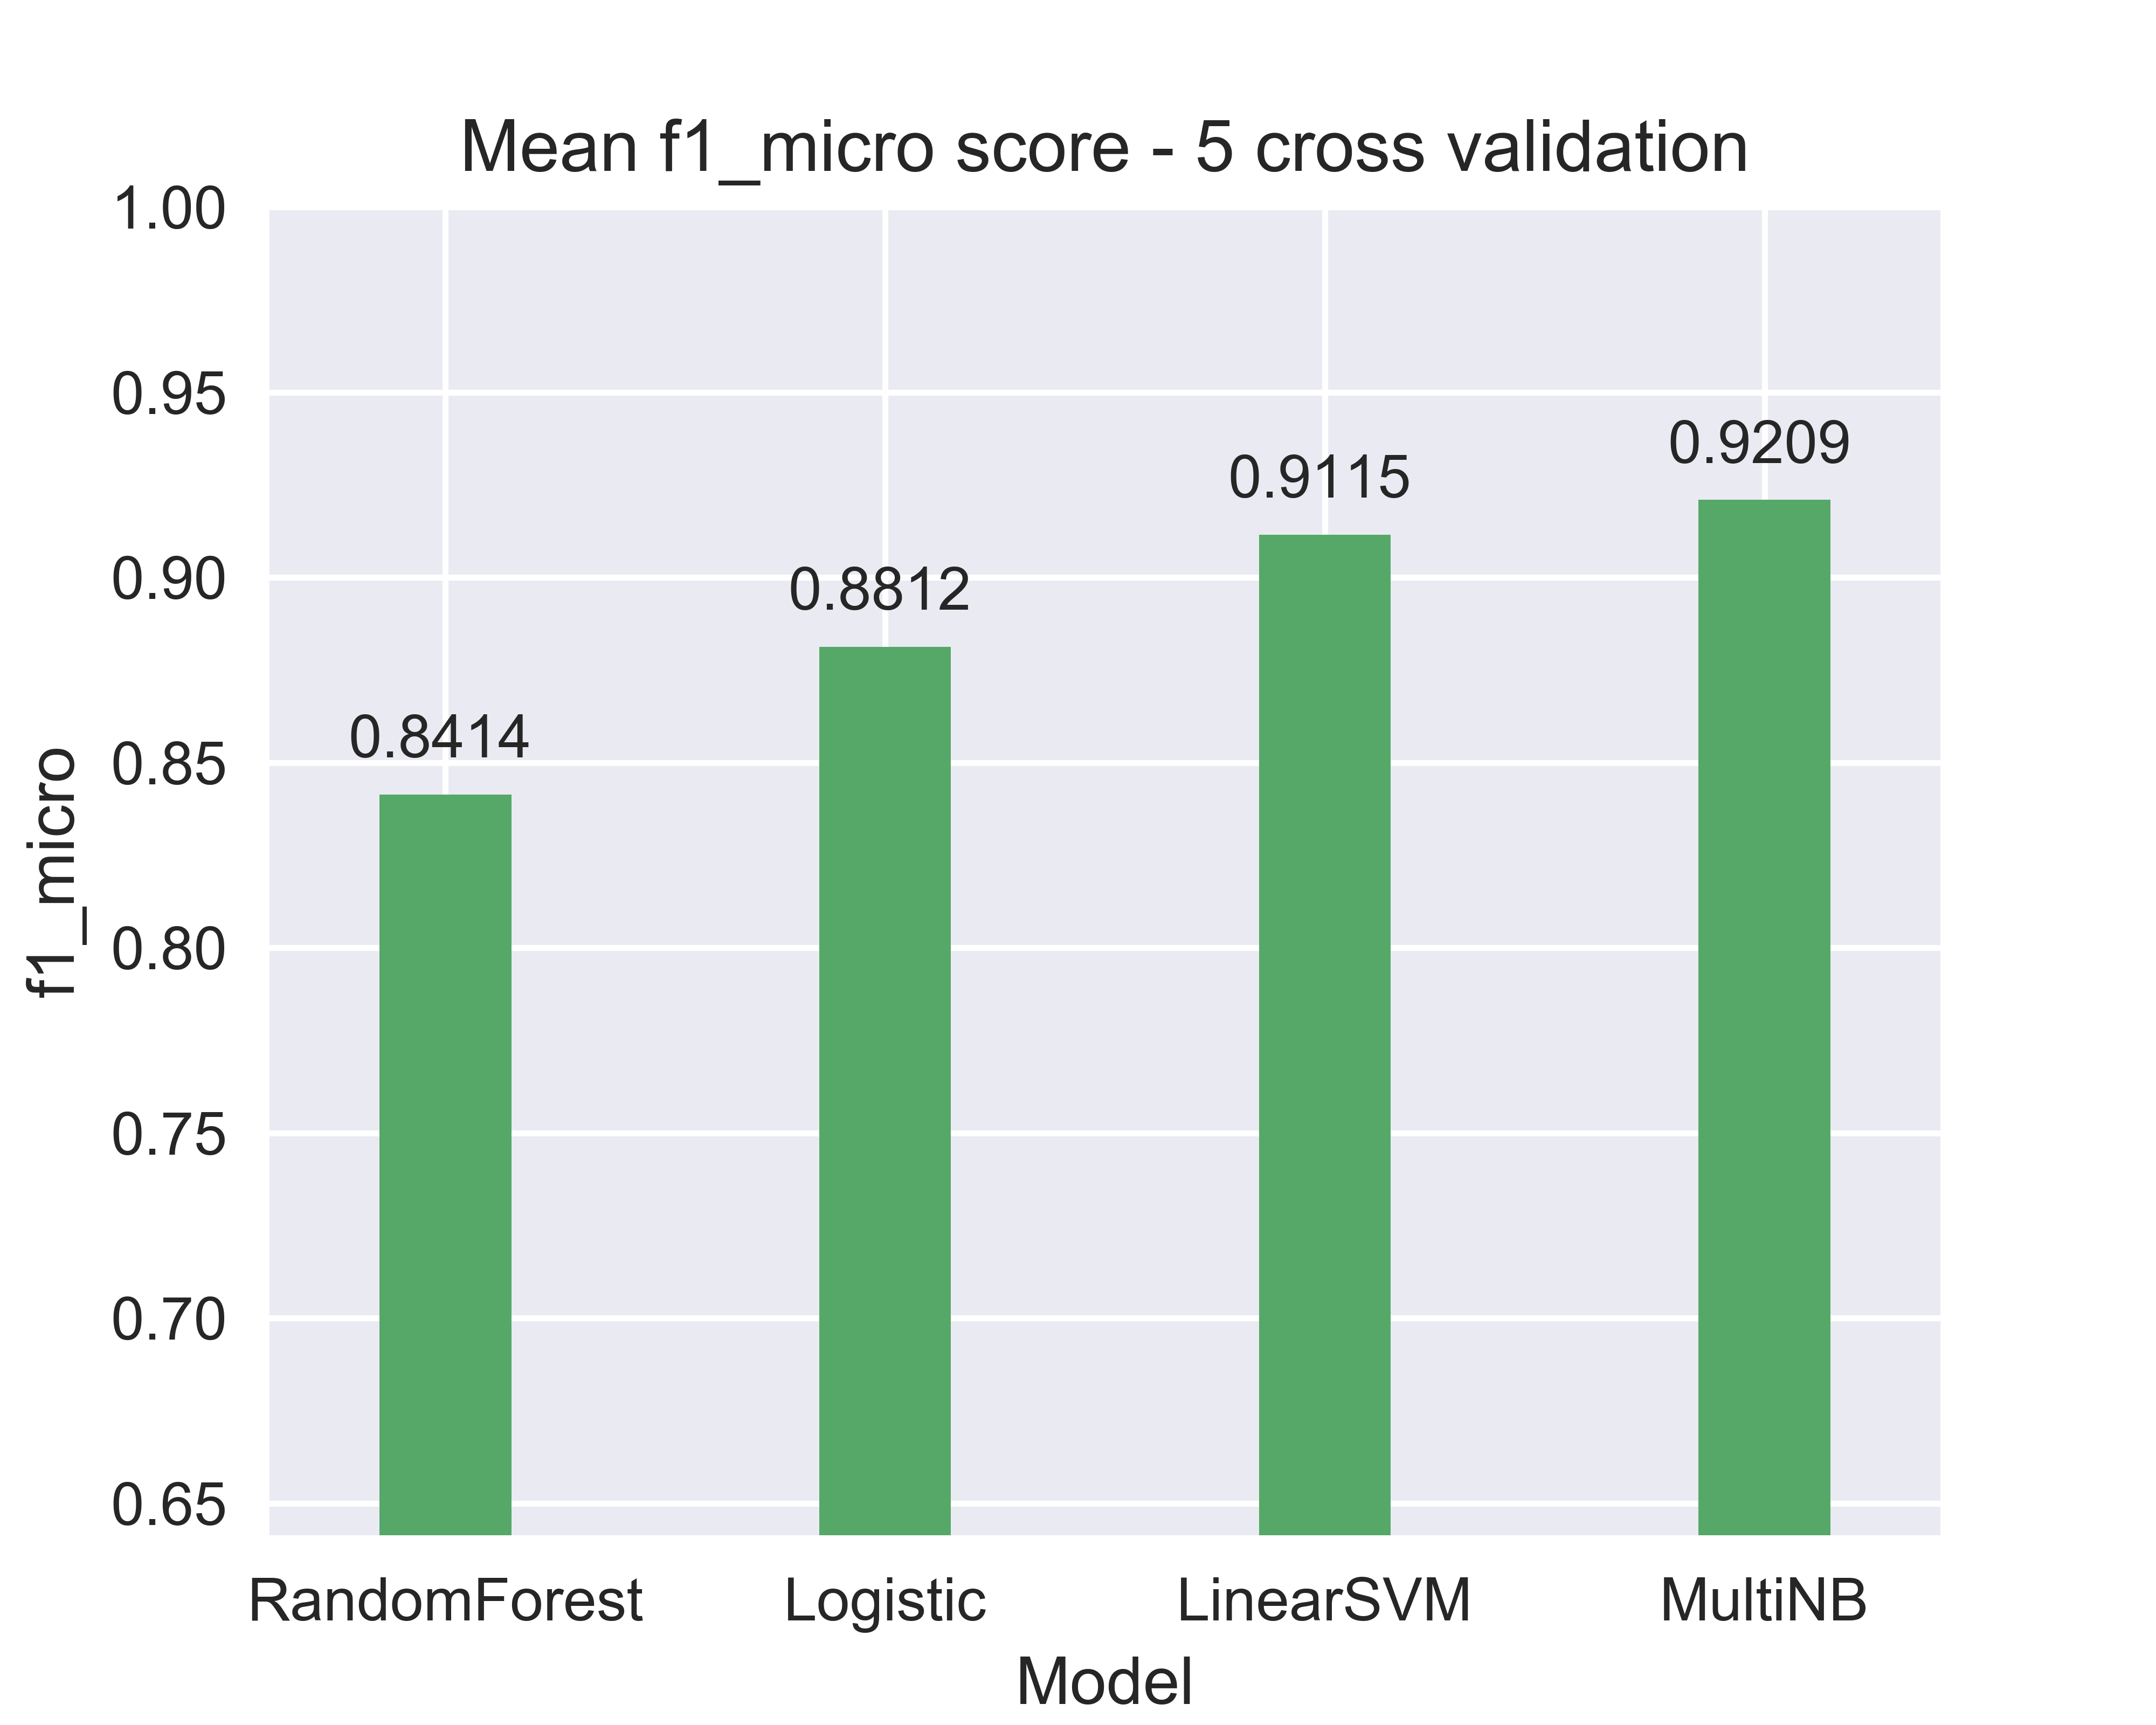 Mean f1_micro score - 5 cross validation
1.00
0.95
0.90
0.85
0.80
0.75
0.70
0.65
f1_micro
0.8414
0.8812
0.9115
0.9209
RandomForest
Logistic
LinearSVM
MultiNB
Model